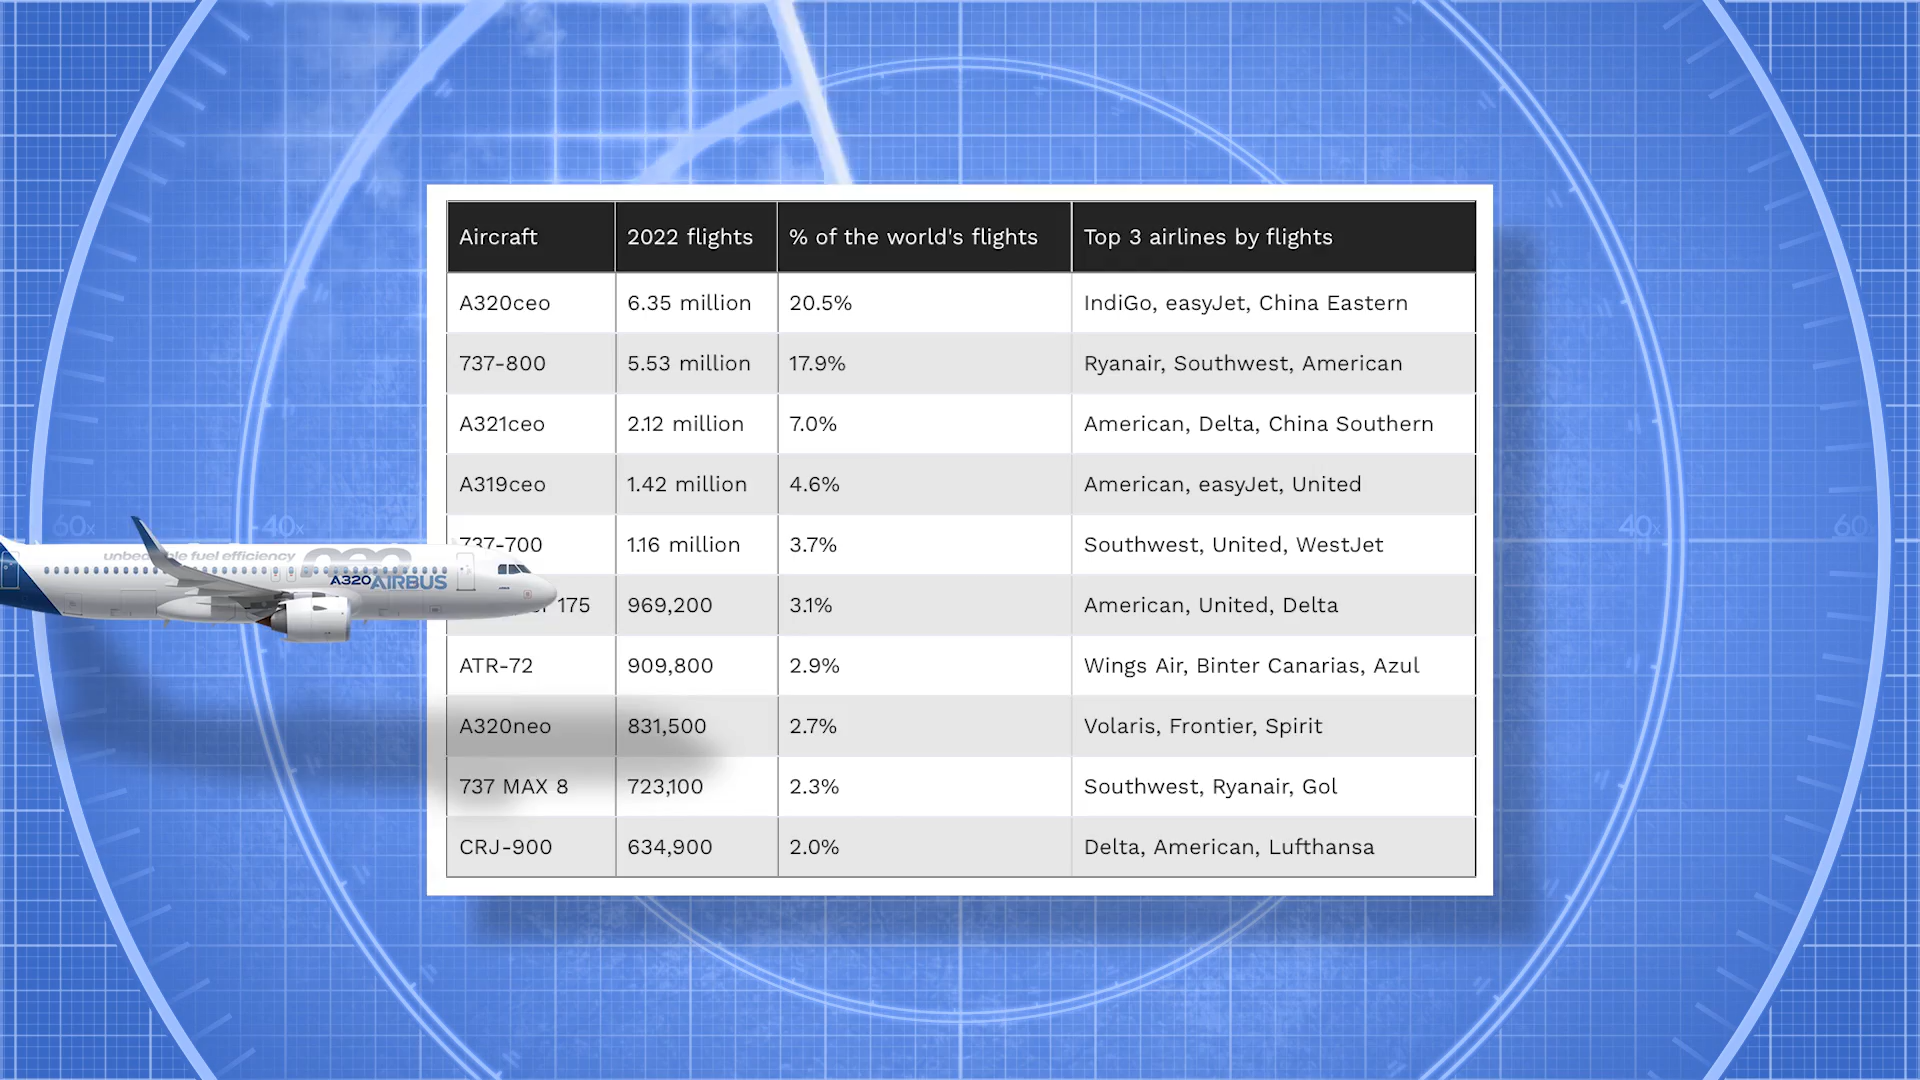 Aircraft 2022 flights % of the world's flights Top 3 airlines by flights
A320ceo 6.35 million 20.5% IndiGo, easyJet, China Eastern
737-800 5.53 million 17.9% Ryanair, Southwest, American
A321ceo 2.12 million 7.0% American, Delta, China Southern
A319ceo 1.42 million 4.6% American, easyJet, United
60x 40x 40x 60
737-700 1.16 million 3.7% Southwest, United, WestJet
fuel efficiency neo
A320 AIRBUS
175 969,200 3.1% American, United, Delta
ATR-72 909,800 2.9% Wings Air, Binter Canarias, Azul
A320neo 831,500 2.7% Volaris, Frontier, Spirit
737 MAX 8 723,100 2.3% Southwest, Ryanair, Gol
CRJ-900 634,900 2.0% Delta, American, Lufthansa